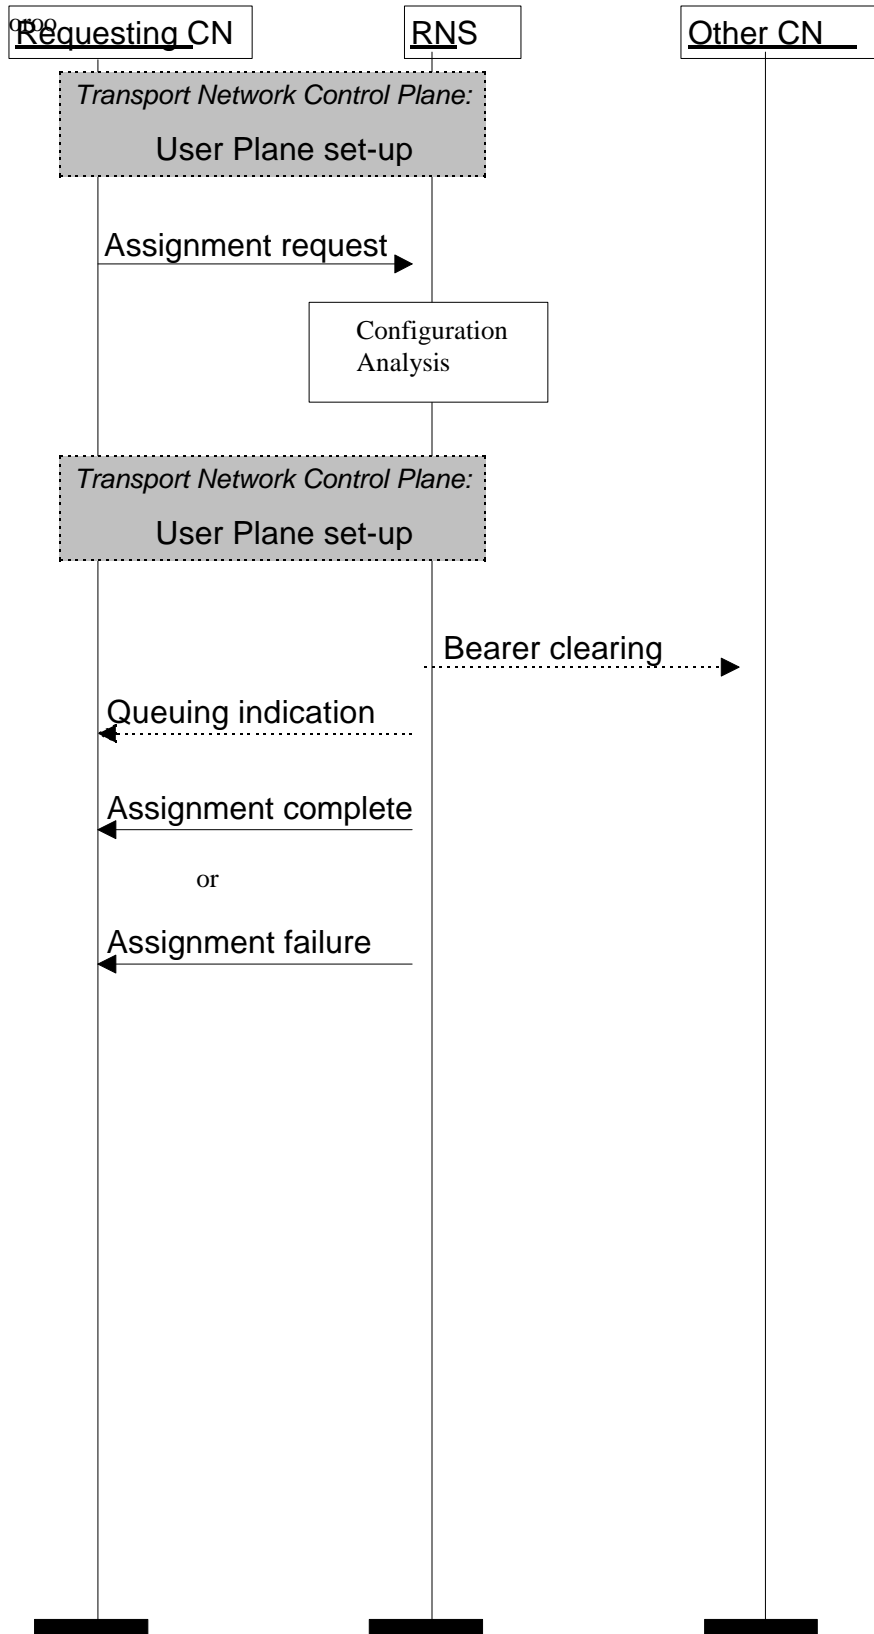 Requesting CN
RNS
Other CN
Transport Network Control Plane:
User Plane set-up
Assignment request
Configuration
Analysis
Transport Network Control Plane:
User Plane set-up
Bearer clearing
Queuing indication
Assignment complete
or
Assignment failure